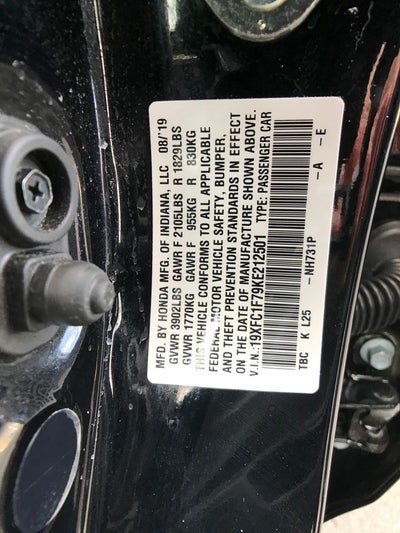 MFD. BY HONDA MFG. OF INDIANA, LLC 08/'19
GVWR 3902LBS GAWR F 2105LBS R 1829LBS
GVWR 1770KG GAWR F 955KG R 830KG
THIS VEHICLE CONFORMS TO ALL APPLICABLE
FEDERAL MOTOR VEHICLE SAFETY, BUMPER,
AND THEFT PREVENTION STANDARDS IN EFFECT
ON THE DATE OF MANUFACTURE SHOWN ABOVE.
V.I.N.:19XFC1F79KE212501 TYPE: PASSENGER CAR
TBC K L25 -NH731P -A -E